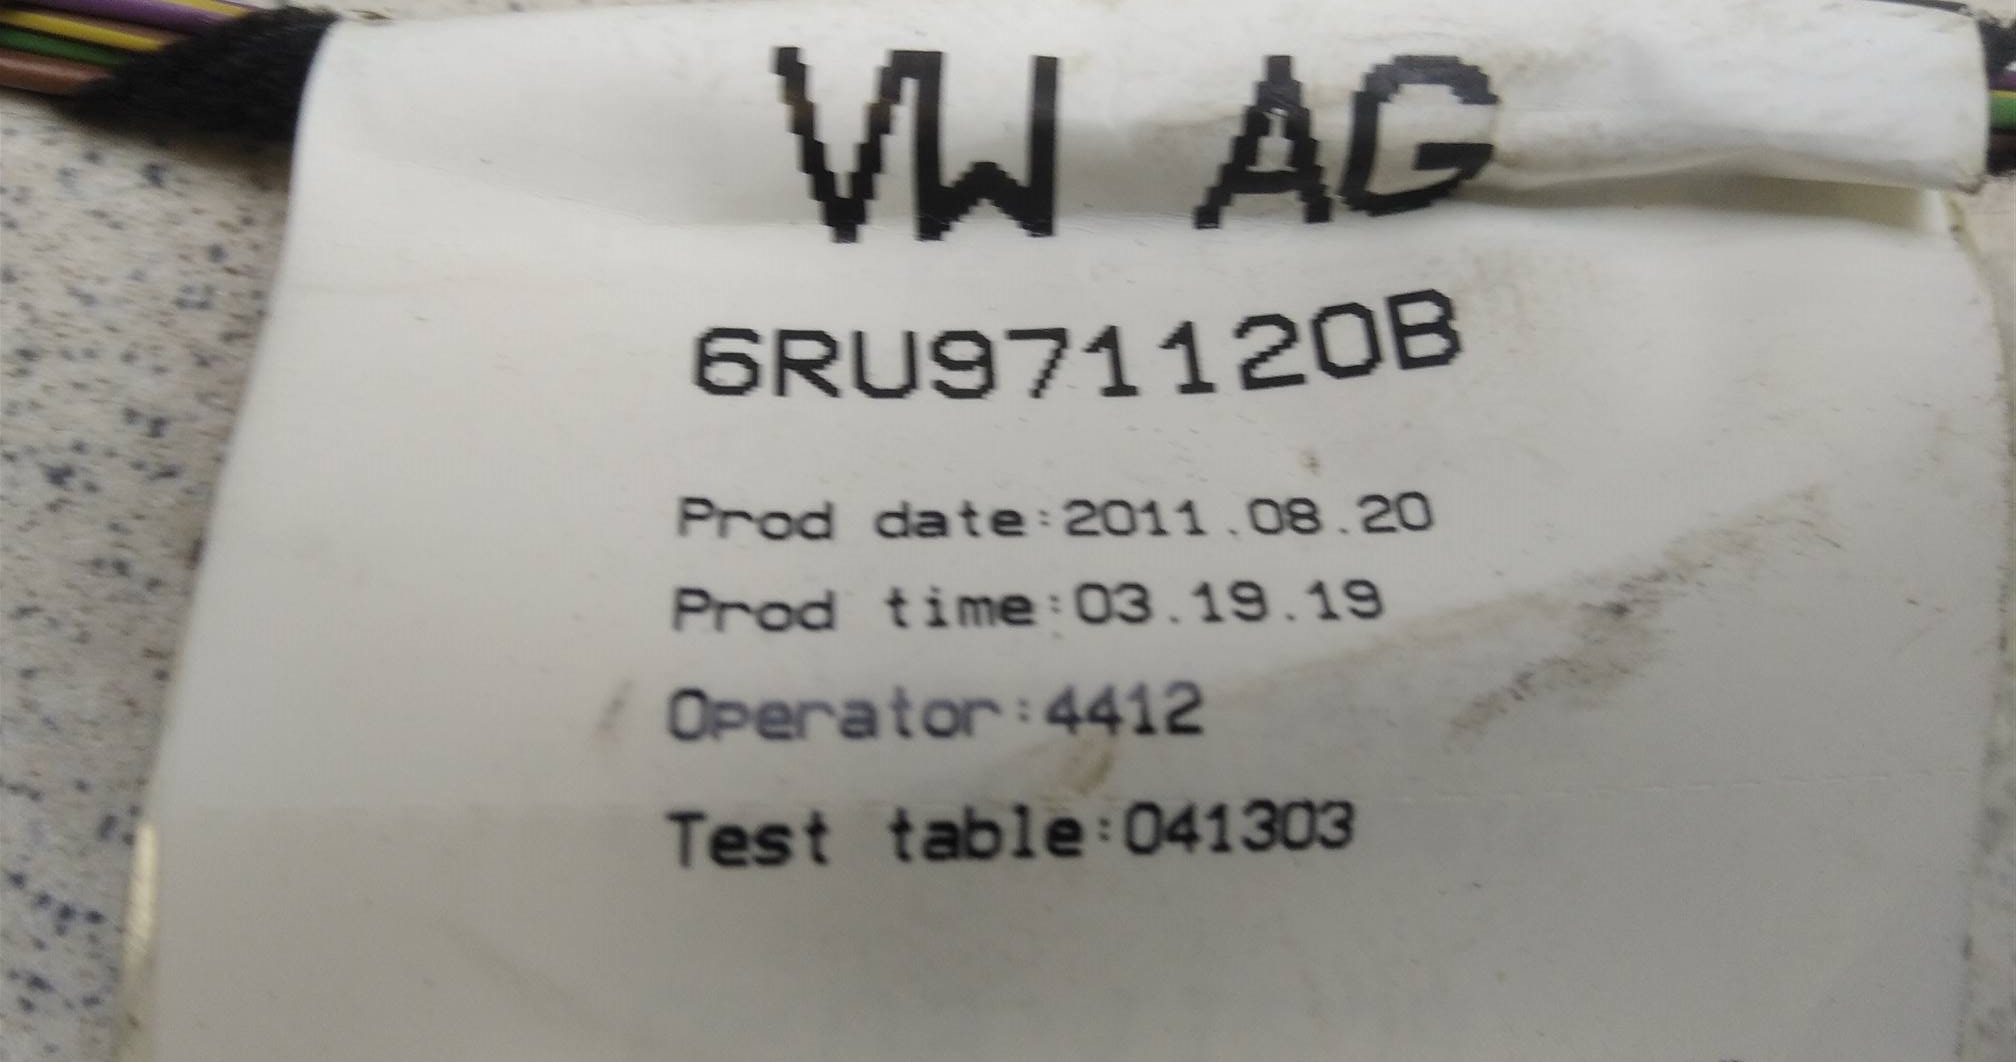 VW AG
6RU971120B
Prod date:2011.08.20
Prod time:03.19.19
Operator:4412
Test table:041303